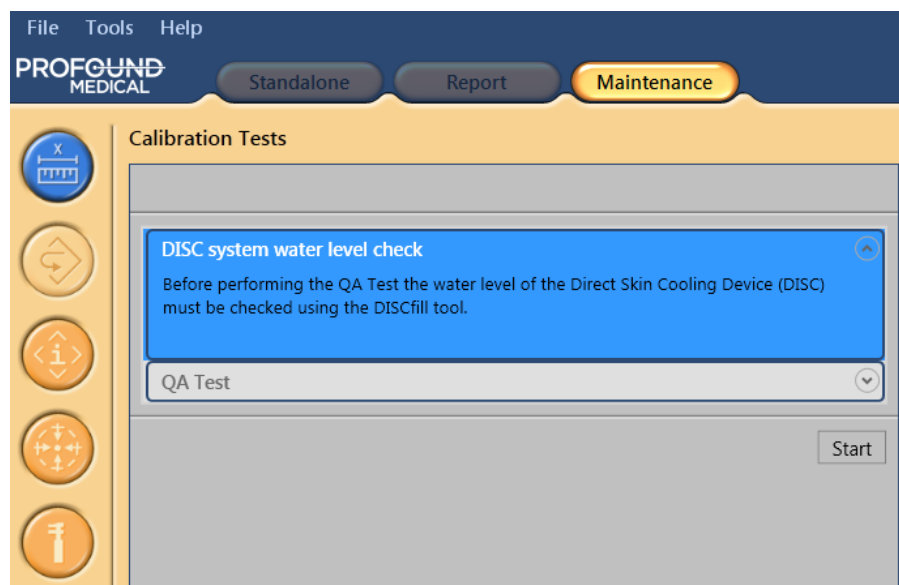 File Tools Help
PROFOUND
MEDICAL
Standalone Report Maintenance
Calibration Tests
X
DISC system water level check
Before performing the QA Test the water level of the Direct Skin Cooling Device (DISC)
must be checked using the DISCfill tool.
i
QA Test
Start